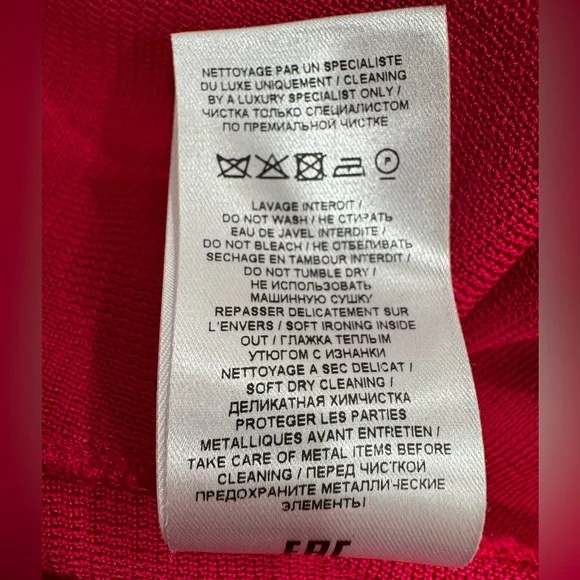 NETTOYAGE PAR UN SPECIALISTE
DU LUXE UNIQUEMENT / CLEANING
BY A LUXURY SPECIALIST ONLY /
ЧИСТКА ТОЛЬКО СПЕЦИАЛИСТОМ
ПО ПРЕМИАЛЬНОЙ ЧИСТКЕ
P
LAVAGE INTERDIT /
DO NOT WASH / НЕ СТИРАТЬ
EAU DE JAVEL INTERDITE /
DO NOT BLEACH / НЕ ОТБЕЛИВАТЬ
SECHAGE EN TAMBOUR INTERDIT /
DO NOT TUMBLE DRY /
НЕ ИСПОЛЬЗОВАТЬ
МАШИННУЮ СУШКУ
REPASSER DELICATEMENT SUR
L'ENVERS / SOFT IRONING INSIDE
OUT / ГЛАЖКА ТЕПЛЫМ
УТЮГОМ С ИЗНАНКИ
NETTOYAGE A SEC DELICAT /
SOFT DRY CLEANING /
ДЕЛИКАТНАЯ ХИМЧИСТКА
PROTEGER LES PARTIES
METALLIQUES AVANT ENTRETIEN /
TAKE CARE OF METAL ITEMS BEFORE
CLEANING / ПЕРЕД ЧИСТКОЙ
ПРЕДОХРАНИТЕ МЕТАЛЛИЧЕСКИЕ
ЭЛЕМЕНТЫ